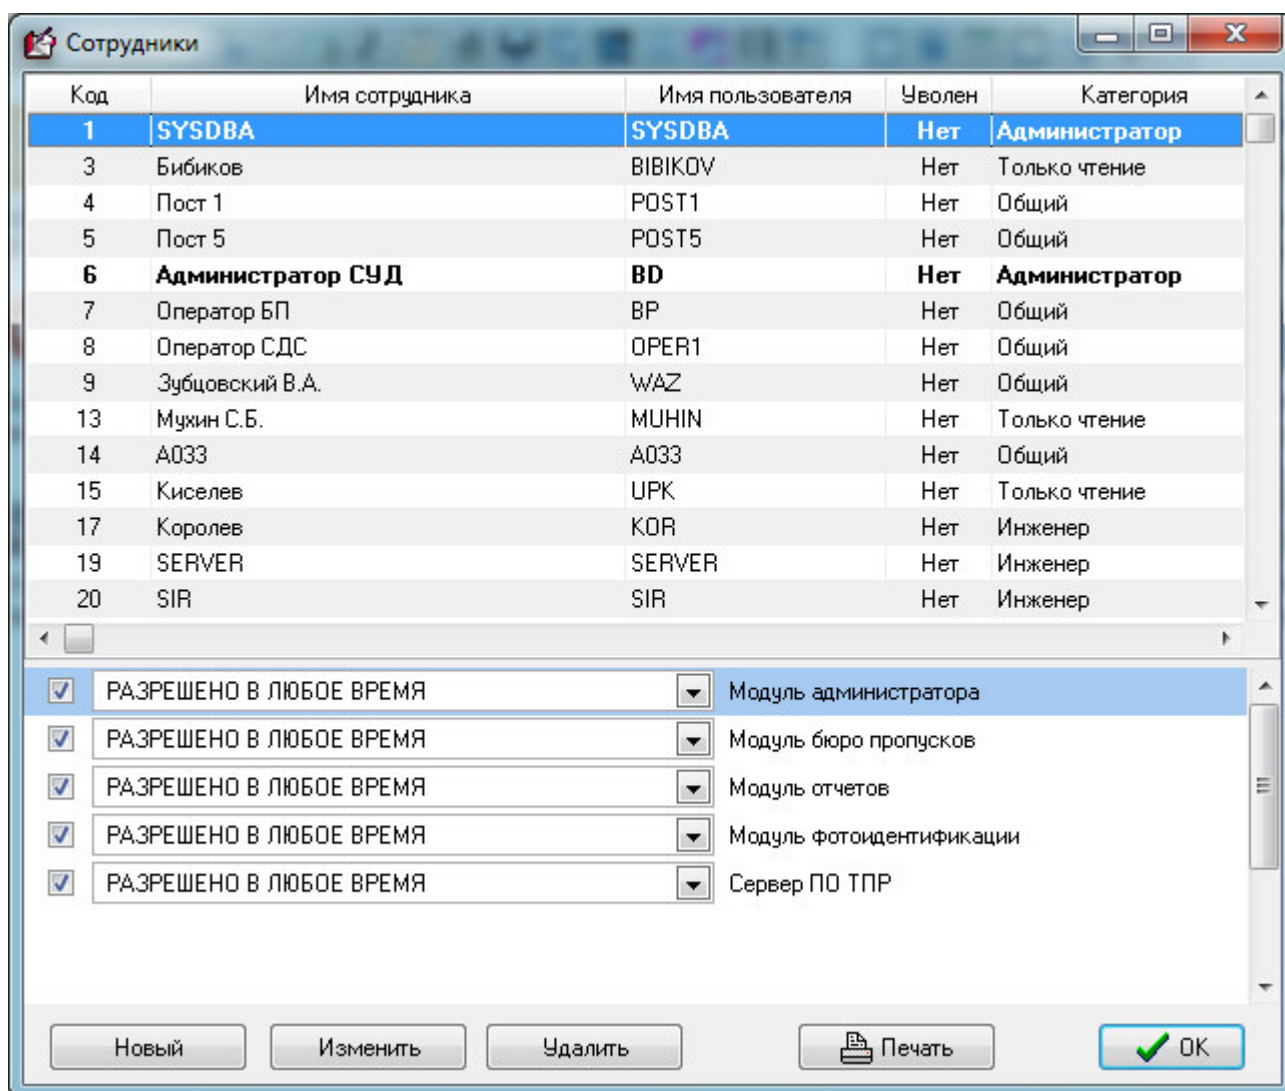 Сотрудники
Код Имя сотрудника Имя пользователя Уволен Категория
1 SYSDBA SYSDBA Нет Администратор
3 Бибиков BIBIKOV Нет Только чтение
4 Пост 1 POST1 Нет Общий
5 Пост 5 POST5 Нет Общий
6 Администратор СУД BD Нет Администратор
7 Оператор БП BP Нет Общий
8 Оператор СДС OPER1 Нет Общий
9 Зубцовский В.А. WAZ Нет Общий
13 Мухин С.Б. MUHIN Нет Только чтение
14 A033 A033 Нет Общий
15 Киселев UPK Нет Только чтение
17 Королев KOR Нет Инженер
19 SERVER SERVER Нет Инженер
20 SIR SIR Нет Инженер
РАЗРЕШЕНО В ЛЮБОЕ ВРЕМЯ Модуль администратора
РАЗРЕШЕНО В ЛЮБОЕ ВРЕМЯ Модуль бюро пропусков
РАЗРЕШЕНО В ЛЮБОЕ ВРЕМЯ Модуль отчетов
РАЗРЕШЕНО В ЛЮБОЕ ВРЕМЯ Модуль фотоидентификации
РАЗРЕШЕНО В ЛЮБОЕ ВРЕМЯ Сервер ПО ТПР
Новый Изменить Удалить Печать OK